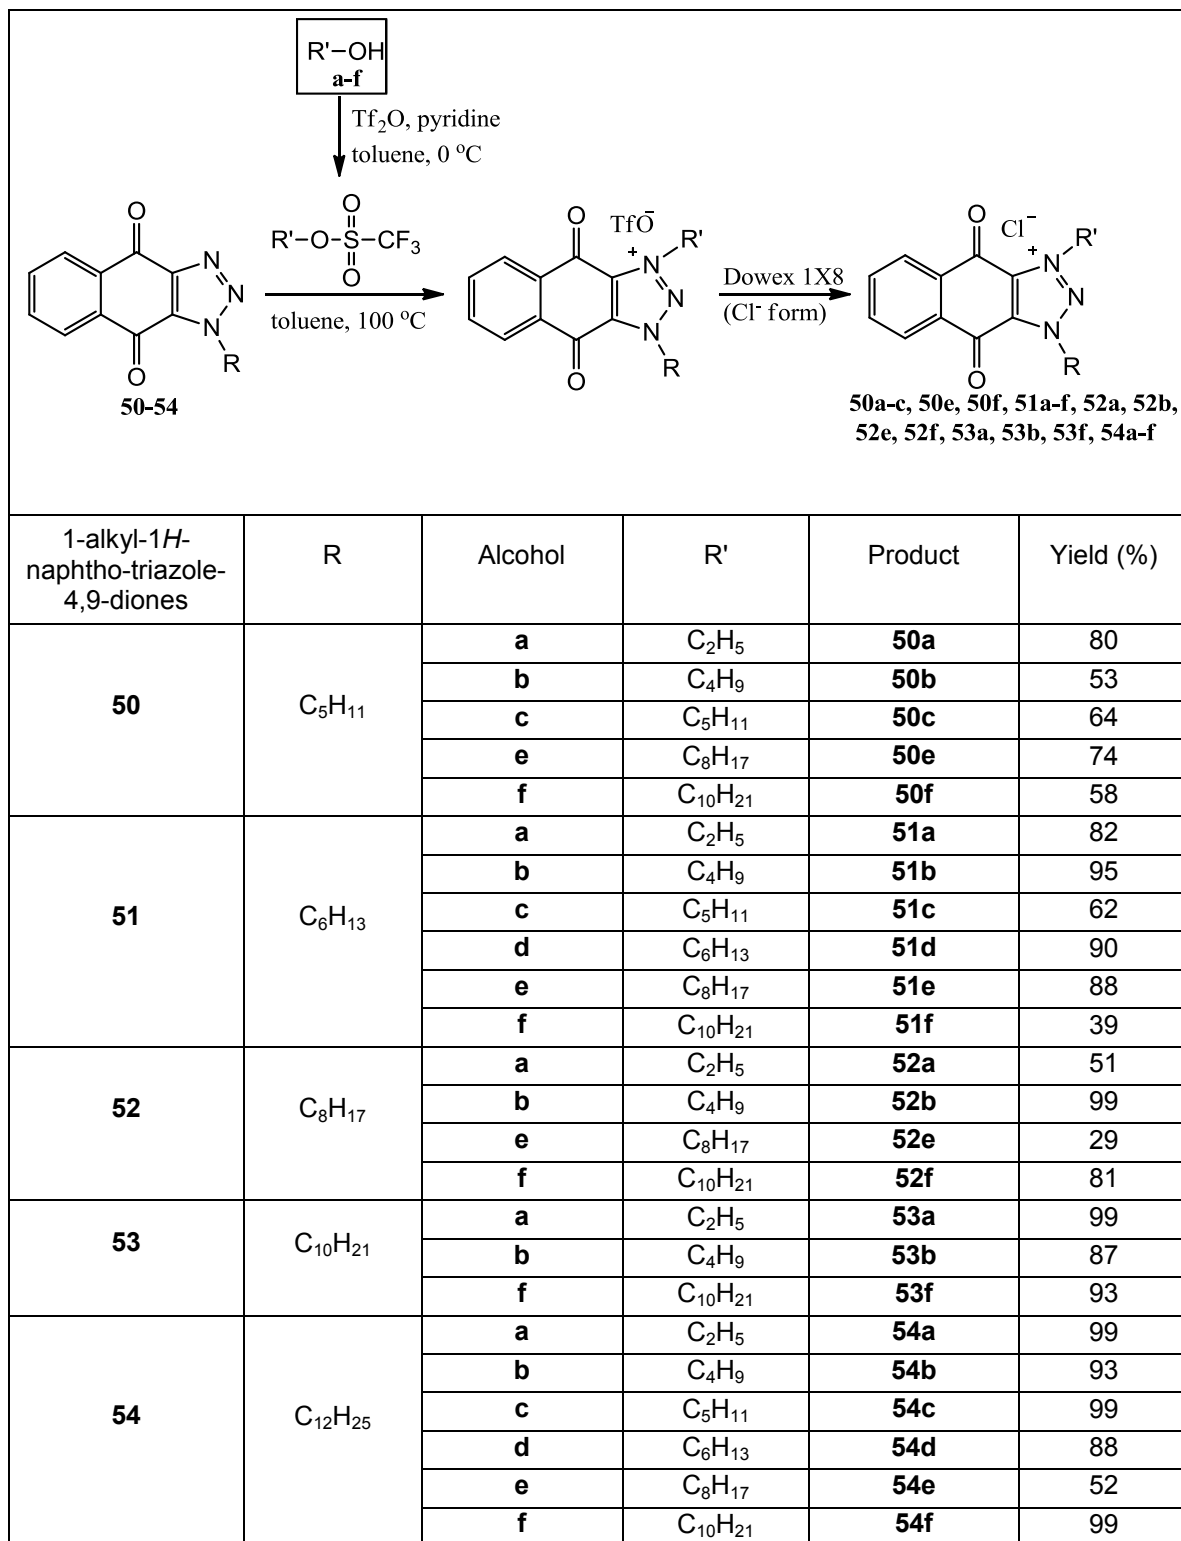 R'–OH
a-f
Tf2O, pyridine
toluene, 0 °C
O
N
N
N
R
O
50-54
R'–O–S–CF3
O
O
toluene, 100 °C
O
TfO⁻
+
R'
N
N
N
R
O
Dowex 1X8
(Cl⁻ form)
O
Cl⁻
+
R'
N
N
N
R
O
50a-c, 50e, 50f, 51a-f, 52a, 52b,
52e, 52f, 53a, 53b, 53f, 54a-f
1-alkyl-1H-
naphtho-triazole-
4,9-diones
R
Alcohol
R'
Product
Yield (%)
50 C5H11
a C2H5 50a 80
b C4H9 50b 53
c C5H11 50c 64
e C8H17 50e 74
f C10H21 50f 58
51 C6H13
a C2H5 51a 82
b C4H9 51b 95
c C5H11 51c 62
d C6H13 51d 90
e C8H17 51e 88
f C10H21 51f 39
52 C8H17
a C2H5 52a 51
b C4H9 52b 99
e C8H17 52e 29
f C10H21 52f 81
53 C10H21
a C2H5 53a 99
b C4H9 53b 87
f C10H21 53f 93
54 C12H25
a C2H5 54a 99
b C4H9 54b 93
c C5H11 54c 99
d C6H13 54d 88
e C8H17 54e 52
f C10H21 54f 99